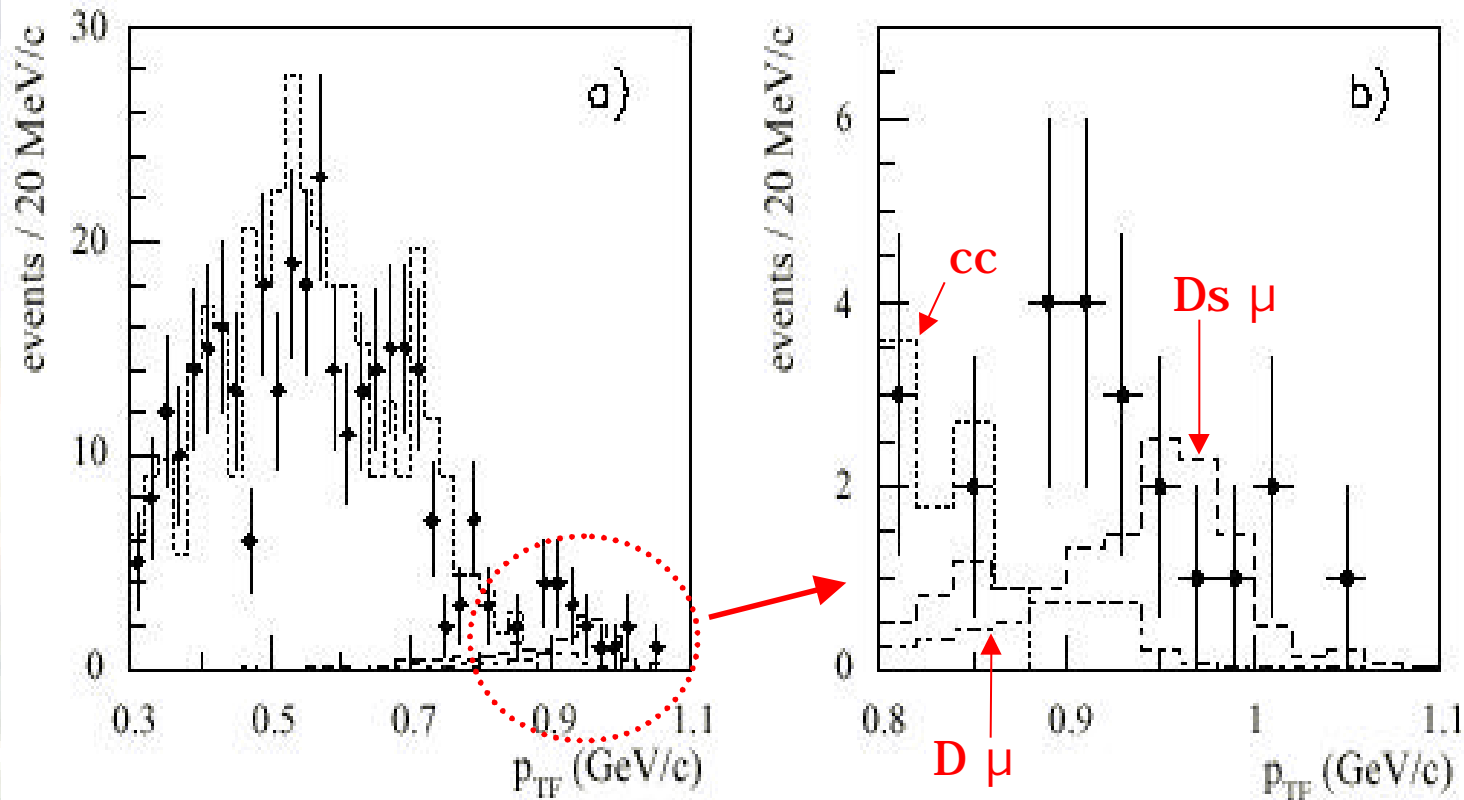 events / 20 MeV/c
30
20
10
0
a)
0.3 0.5 0.7 0.9 1.1
p_TF (GeV/c)
events / 20 MeV/c
6
4
2
0
b)
cc
Ds μ
D μ
0.8 0.9 1 1.1
p_TF (GeV/c)